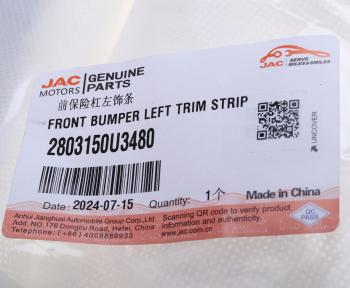 JAC MOTORS
GENUINE PARTS
JAC SERVE MILES&SMILES
前保险杠左饰条
FRONT BUMPER LEFT TRIM STRIP
2803150U3480
UNCOVER
Date: 2024-07-15 Quantity: 1个 Made in China
Anhui Jianghuai Automobile Group Corp.,Ltd.
Add: NO.176 Dongliu Road, Hefei, China
Telephone: (+86) 4008889933
Scanning QR code to verify product
authenticity and information
www.jac.com.cn
QC
PASS